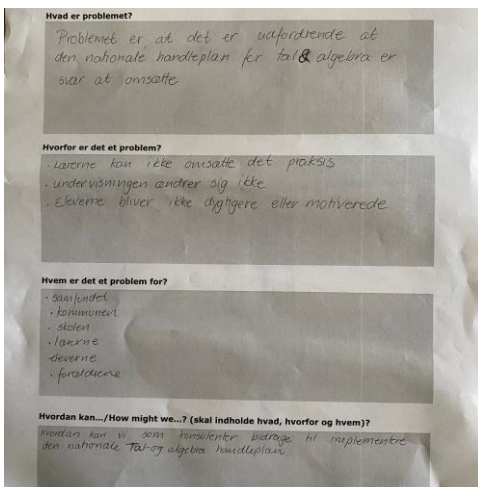 Hvad er problemet?
Problemet er at det er udfordrende at
den nationale handleplan for tal & algebra er
svær at omsætte
Hvorfor er det et problem?
· Lærerne kan ikke omsætte det praksis
· undervisningen ændrer sig ikke
· Eleverne bliver ikke dygtigere eller motiverede
Hvem er det et problem for?
· samfundet
· kommunen
· skolen
· lærerne
· eleverne
· forældrene
Hvordan kan.../How might we...? (skal indholde hvad, hvorfor og hvem)?
Hvordan kan vi som konsulenter bidrage til implementere
den nationale Tal-og algebra handleplan